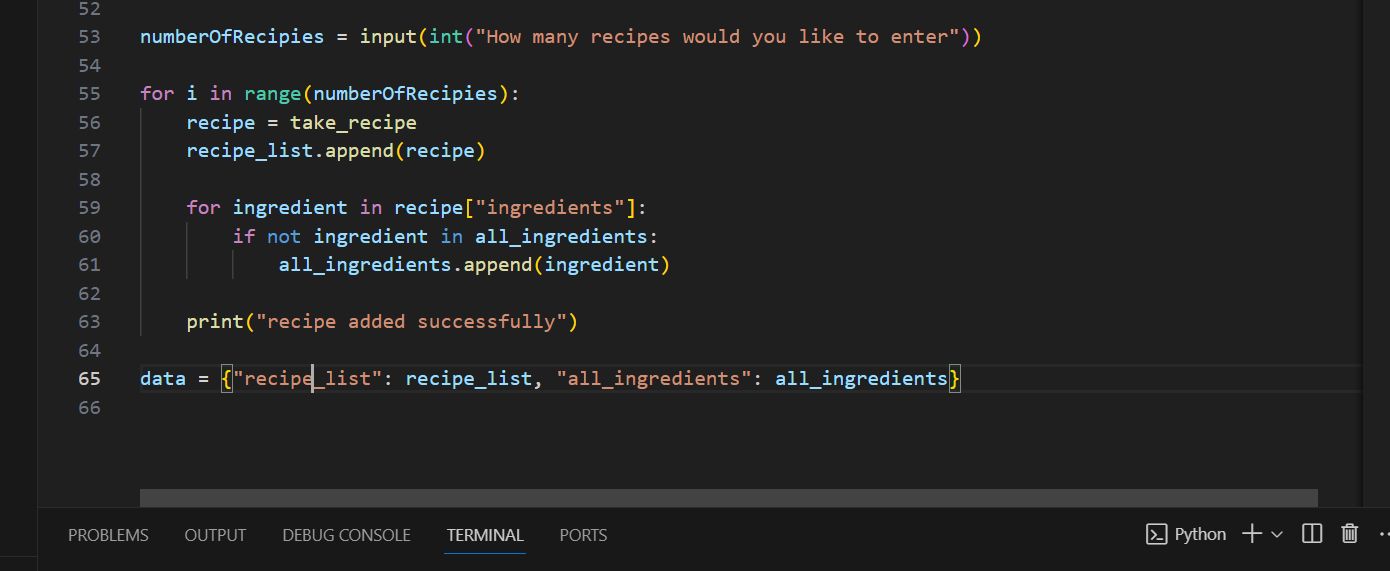 52
53 numberOfRecipies = input(int("How many recipes would you like to enter"))
54
55 for i in range(numberOfRecipies):
56     recipe = take_recipe
57     recipe_list.append(recipe)
58
59     for ingredient in recipe["ingredients"]:
60         if not ingredient in all_ingredients:
61             all_ingredients.append(ingredient)
62
63     print("recipe added successfully")
64
65 data = {"recipe_list": recipe_list, "all_ingredients": all_ingredients}
66
PROBLEMS OUTPUT DEBUG CONSOLE TERMINAL PORTS Python